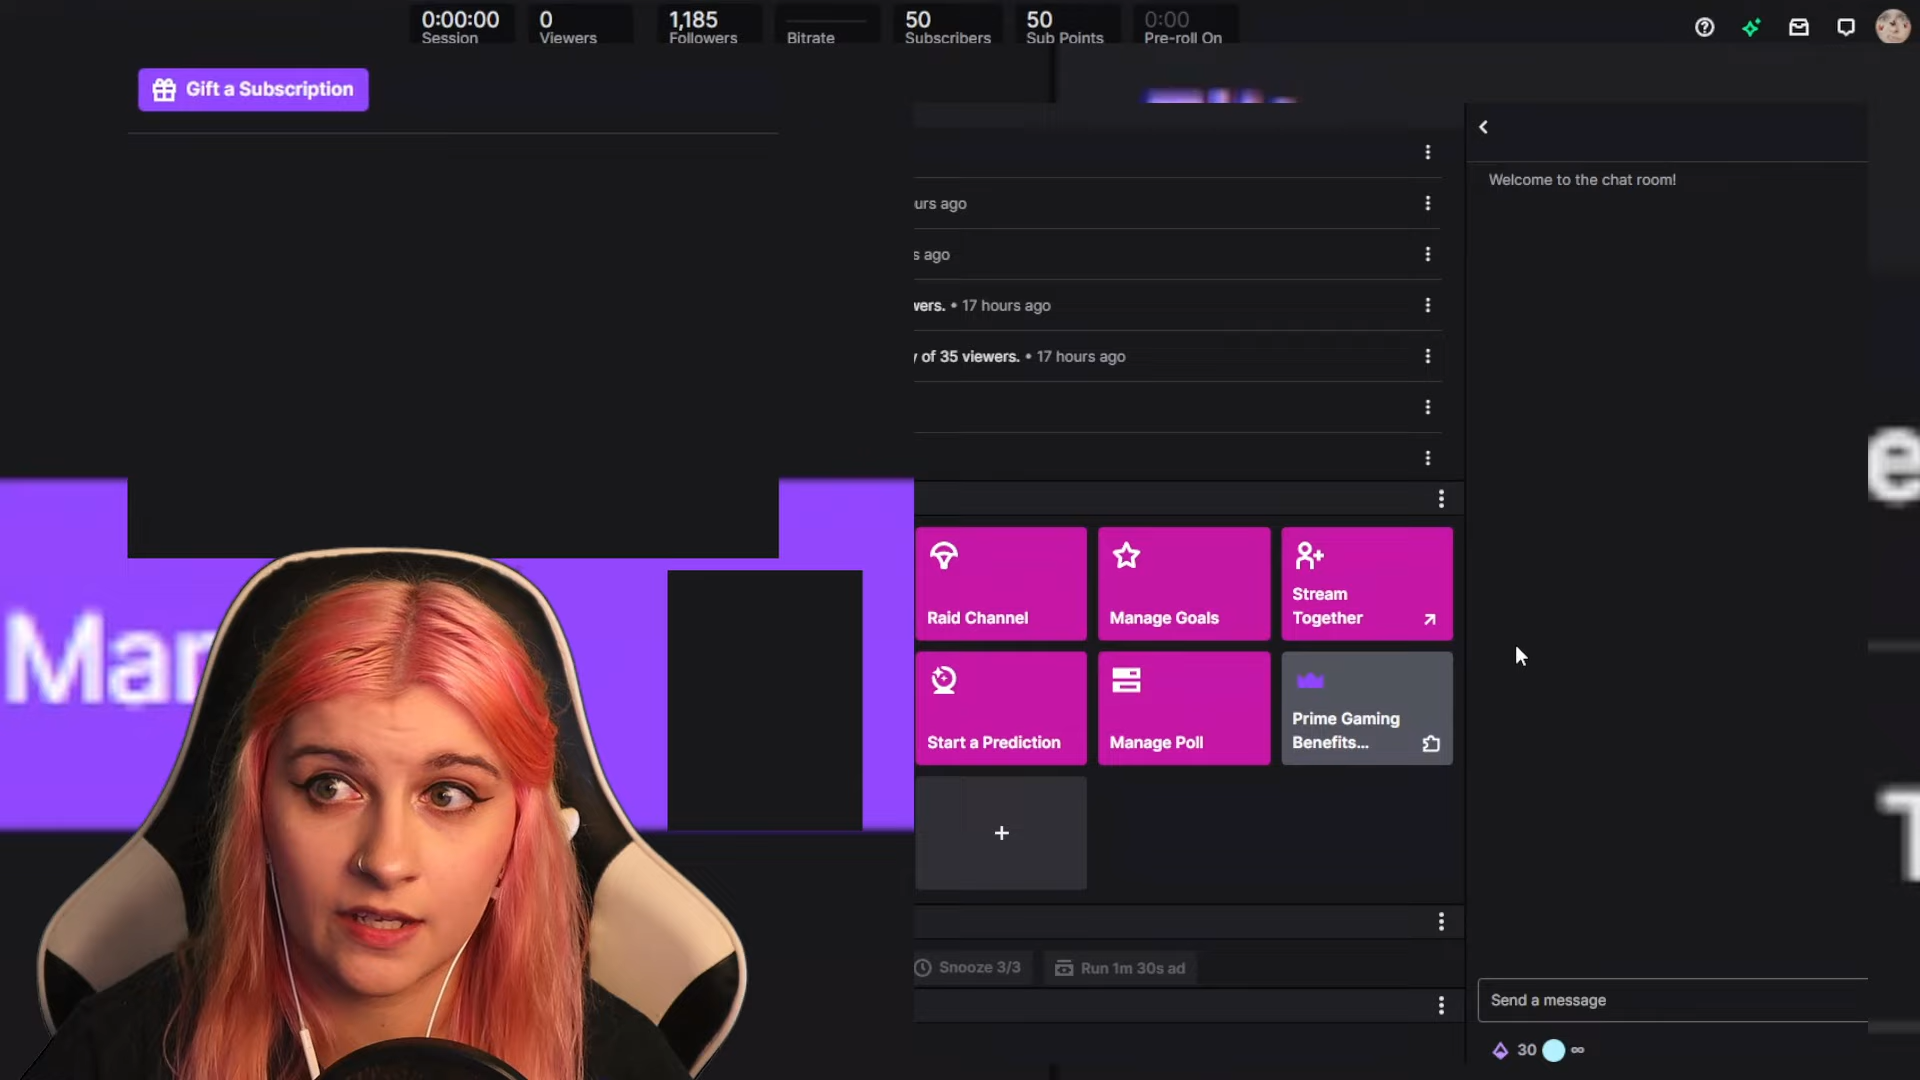 0:00:00
Session
0
Viewers
1,185
Followers
Bitrate
50
Subscribers
50
Sub Points
0:00
Pre-roll On
Gift a Subscription
Welcome to the chat room!
urs ago
s ago
wers. • 17 hours ago
y of 35 viewers. • 17 hours ago
Mar
Raid Channel
Manage Goals
Stream
Together
Start a Prediction
Manage Poll
Prime Gaming
Benefits...
+
Snooze 3/3
Run 1m 30s ad
Send a message
30
∞
e
T